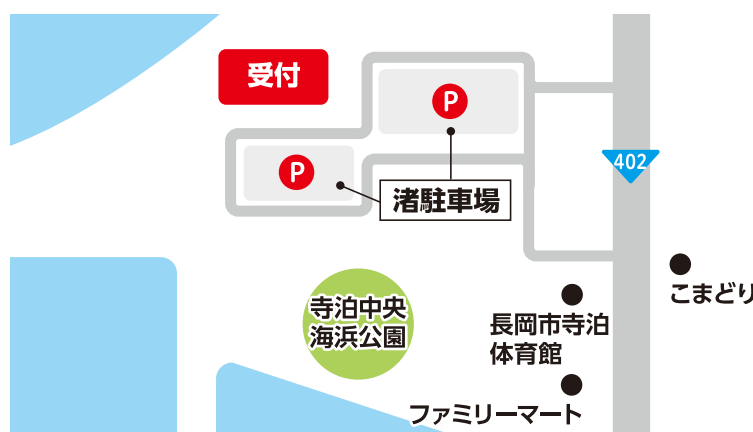 受付
P
P
402
渚駐車場
こまどり
寺泊中央
海浜公園
長岡市寺泊
体育館
ファミリーマート